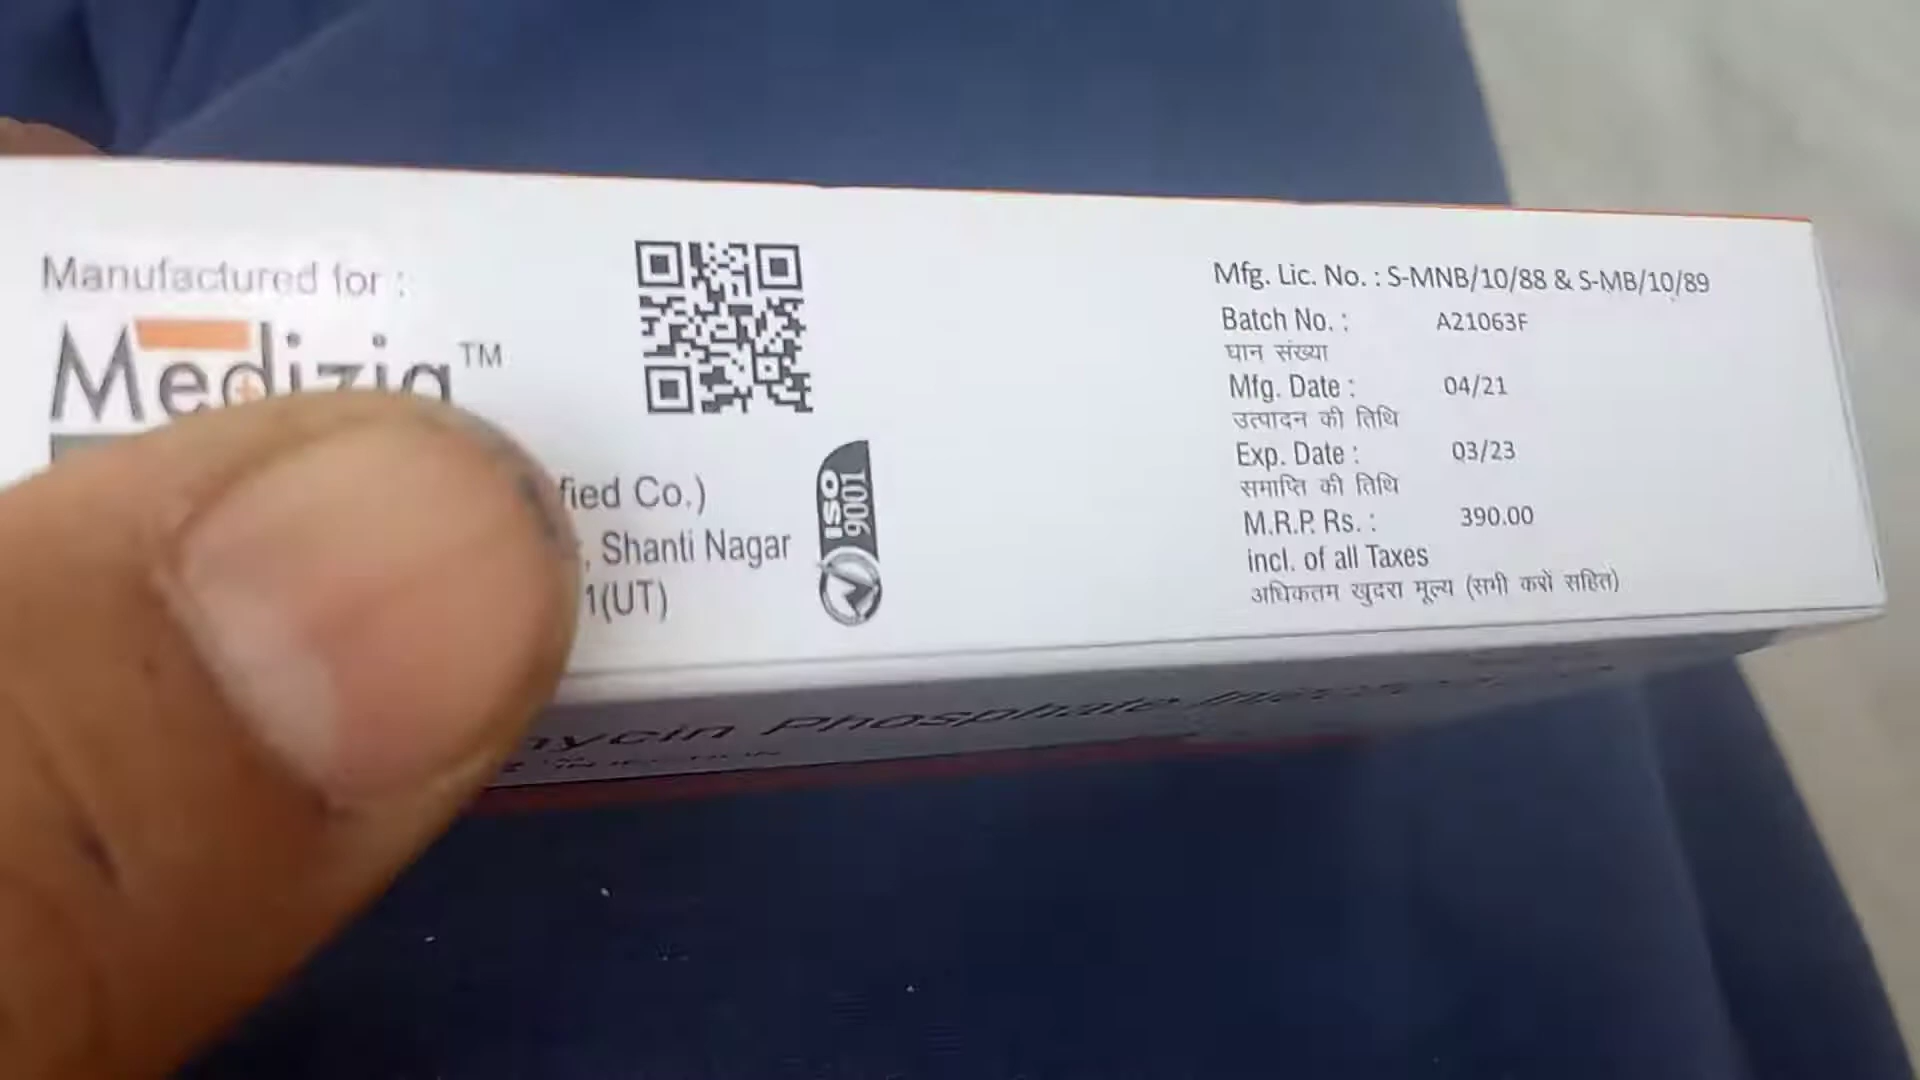 Manufactured for :
TM
fied Co.)
, Shanti Nagar
1(UT)
ISO
9001
Mfg. Lic. No. : S-MNB/10/88 & S-MB/10/89
Batch No. : A21063F
घान संख्या
Mfg. Date : 04/21
उत्पादन की तिथि
Exp. Date : 03/23
समाप्ति की तिथि
M.R.P. Rs. : 390.00
incl. of all Taxes
अधिकतम खुदरा मूल्य (सभी करों सहित)
Phosphate